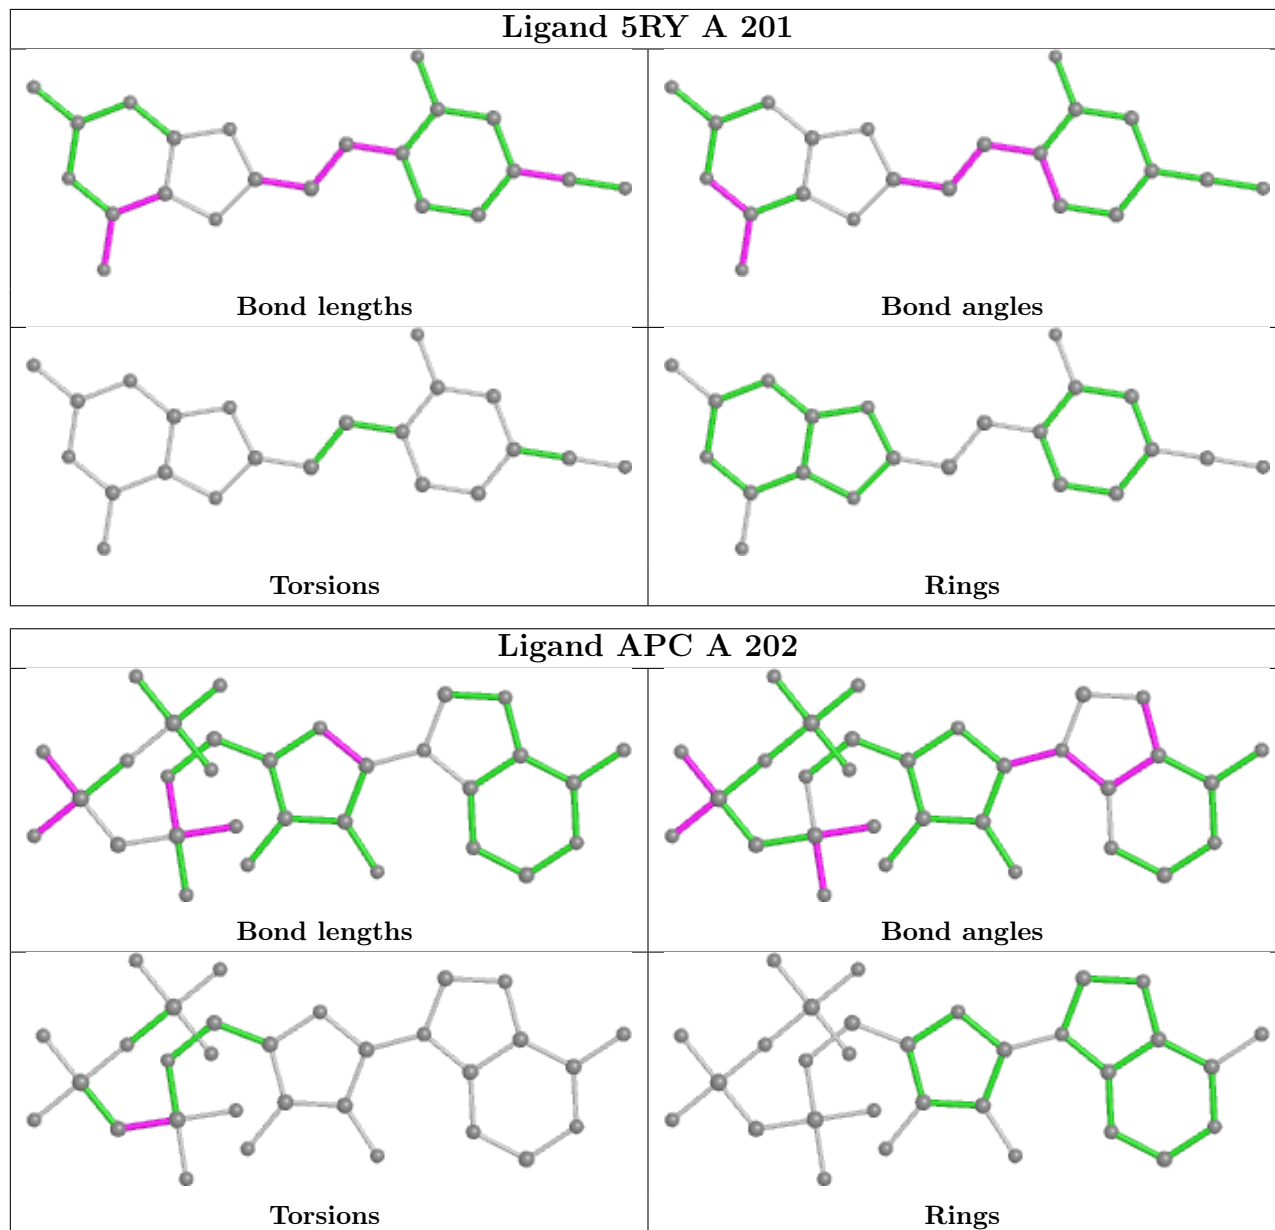 Ligand 5RY A 201
Bond lengths
Bond angles
Torsions
Rings
Ligand APC A 202
Bond lengths
Bond angles
Torsions
Rings